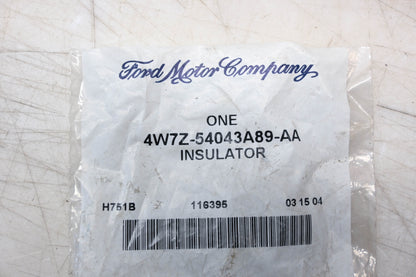 Ford Motor Company
ONE
4W7Z-54043A89-AA
INSULATOR
H751B 116395 03 15 04